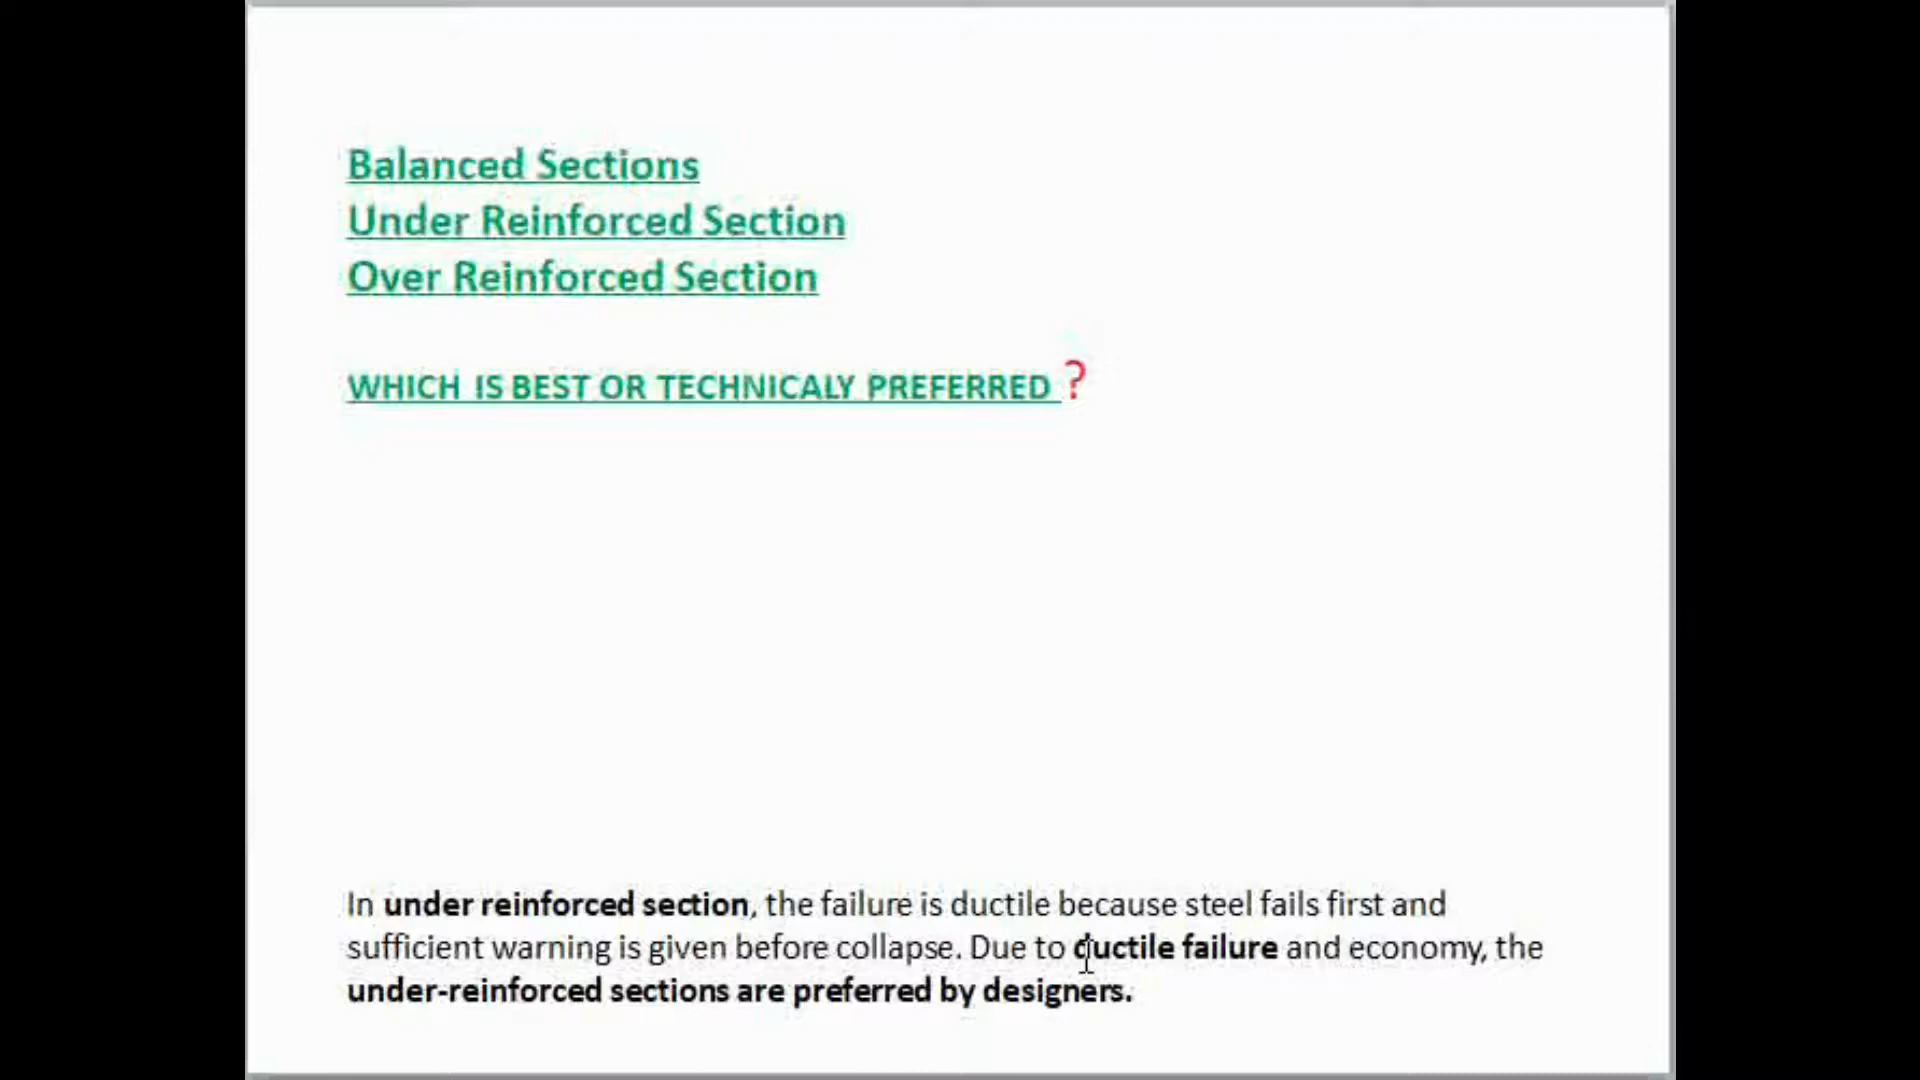 Balanced Sections
Under Reinforced Section
Over Reinforced Section
WHICH IS BEST OR TECHNICALY PREFERRED ?
In under reinforced section, the failure is ductile because steel fails first and
sufficient warning is given before collapse. Due to ductile failure and economy, the
under-reinforced sections are preferred by designers.